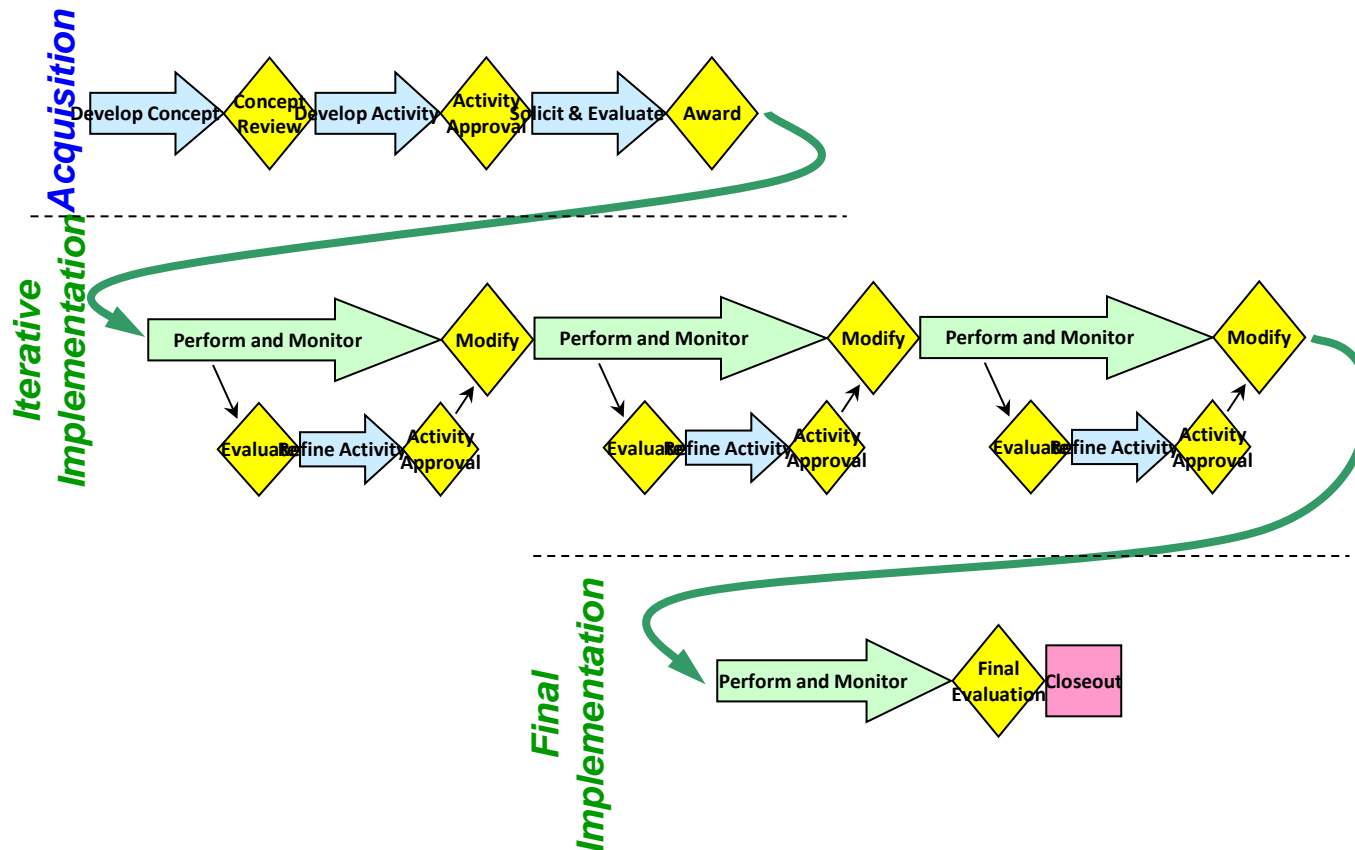 Acquisition
Develop Concept
Concept
Review
Develop Activity
Activity
Approval
Solicit & Evaluate
Award
Iterative
Implementation
Perform and Monitor
Modify
Evaluate
Refine Activity
Activity
Approval
Perform and Monitor
Modify
Evaluate
Refine Activity
Activity
Approval
Perform and Monitor
Modify
Evaluate
Refine Activity
Activity
Approval
Final
Implementation
Perform and Monitor
Final
Evaluation
Closeout